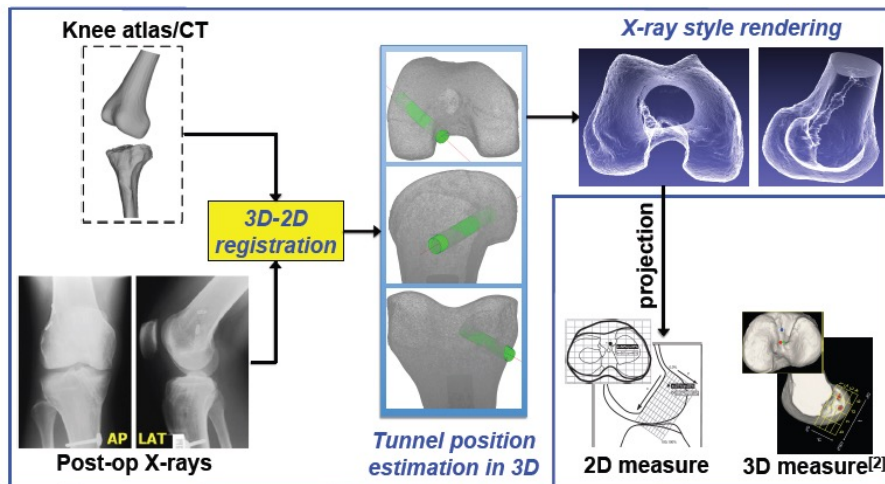 Knee atlas/CT
X-ray style rendering
3D-2D
registration
projection
AP LAT
Post-op X-rays
Tunnel position
estimation in 3D
2D measure
3D measure[2]